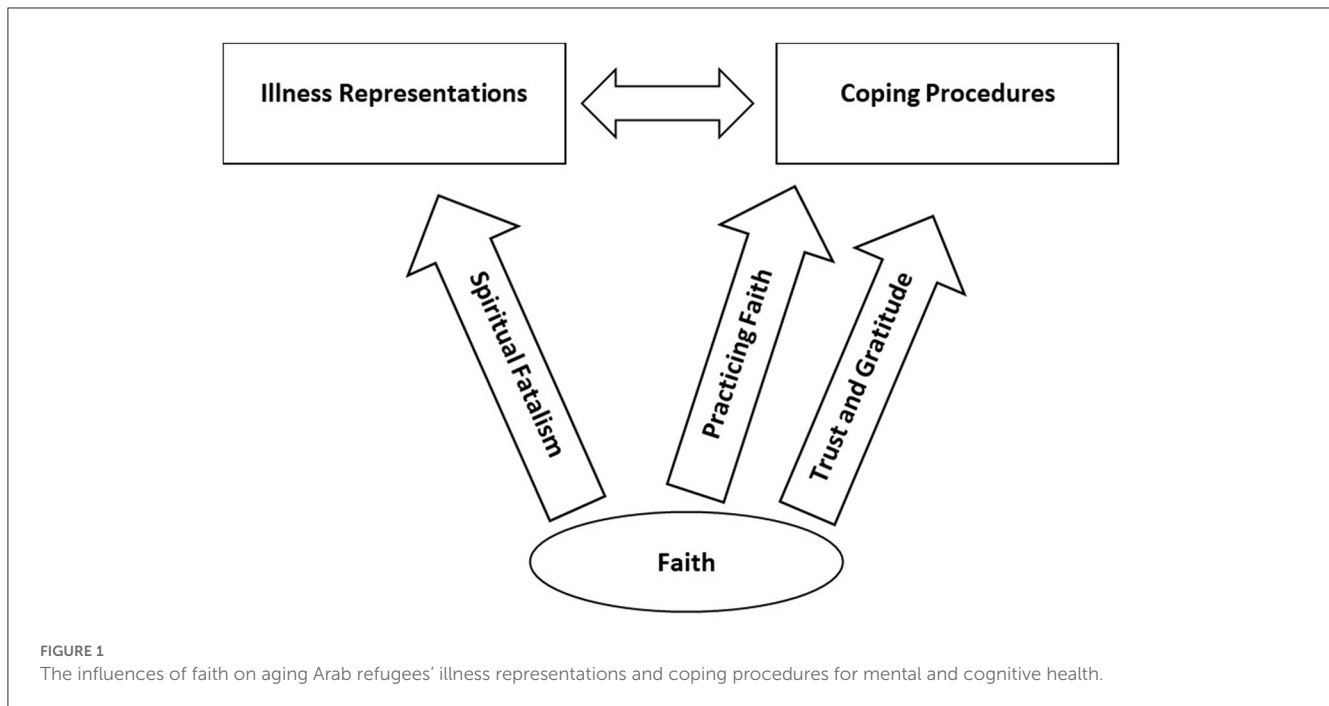 Illness Representations
Coping Procedures
Spiritual Fatalism
Practicing Faith
Trust and Gratitude
Faith
FIGURE 1
The influences of faith on aging Arab refugees’ illness representations and coping procedures for mental and cognitive health.